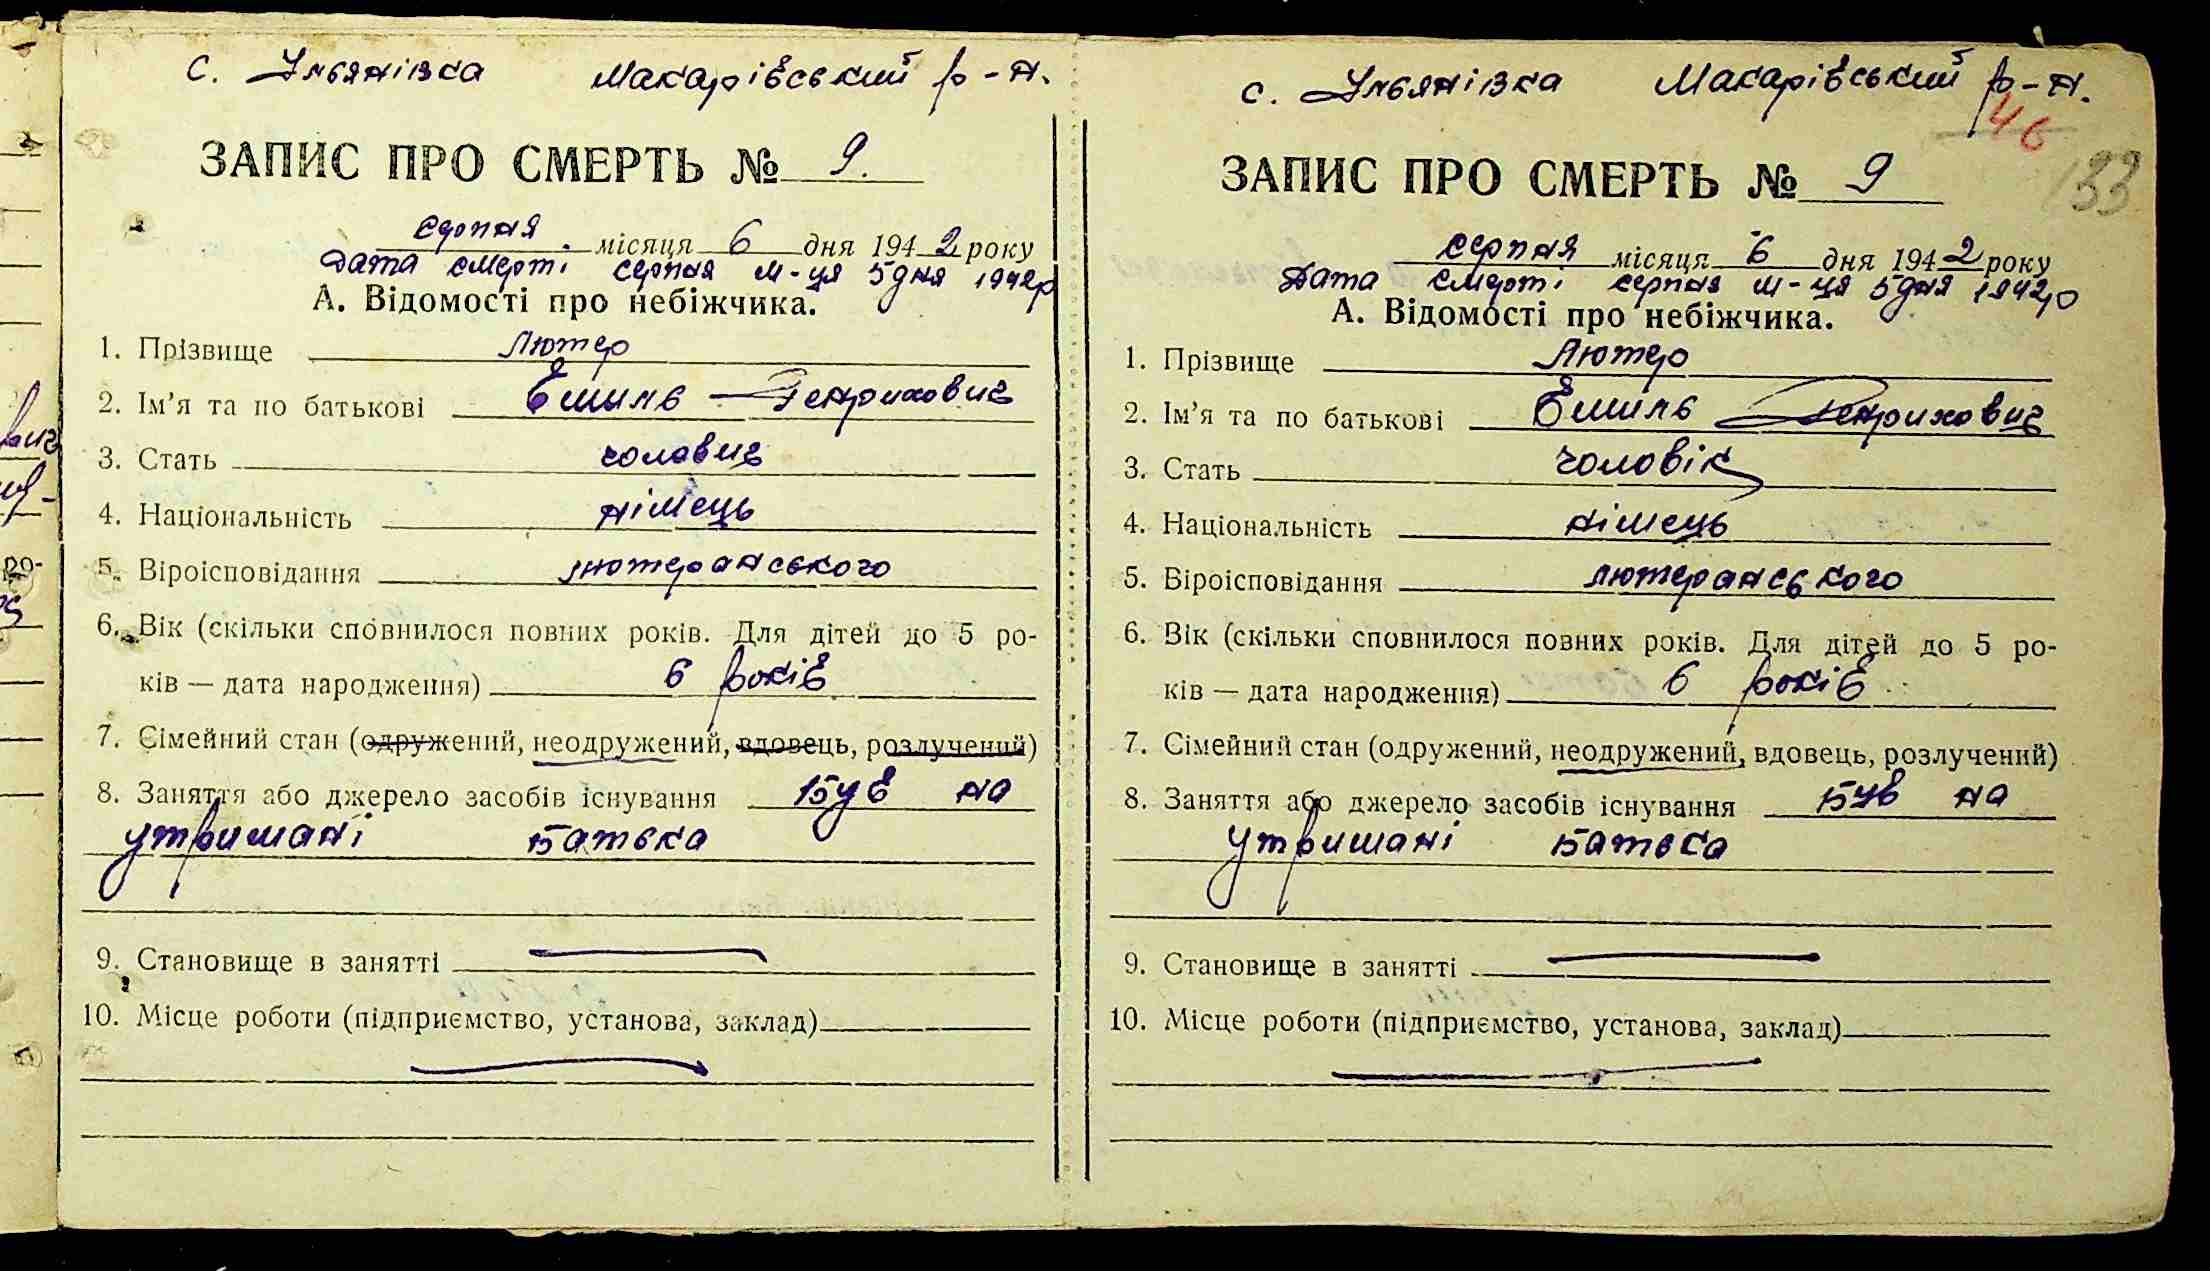 с. Ульянівка Макарівський р-н.
ЗАПИС ПРО СМЕРТЬ № 9.
серпня місяця 6 дня 1942 року
Дата смерті серпня м-ця 5 дня 1942р
А. Відомості про небіжчика.
1. Прізвище Лютер
2. Ім’я та по батькові Емиль Генрихович
3. Стать чолович
4. Національність німець
5. Віроісповідання лютеранського
6. Вік (скільки сповнилося повних років. Для дітей до 5 ро-
ків — дата народження) 6 років
7. Сімейний стан (одружений, неодружений, вдовець, розлучений)
8. Заняття або джерело засобів існування Був на
утримані батька
9. Становище в занятті
10. Місце роботи (підприємство, установа, заклад)
с. Ульянівка Макарівський р-н.
46
133
ЗАПИС ПРО СМЕРТЬ № 9
серпня місяця 6 дня 1942 року
Дата смерті серпня м-ця 5 дня 1942р
А. Відомості про небіжчика.
1. Прізвище Лютер
2. Ім’я та по батькові Емиль Генрихович
3. Стать чоловік
4. Національність німець
5. Віроісповідання лютеранського
6. Вік (скільки сповнилося повних років. Для дітей до 5 ро-
ків — дата народження) 6 років
7. Сімейний стан (одружений, неодружений, вдовець, розлучений)
8. Заняття або джерело засобів існування Був на
утримані батька
9. Становище в занятті
10. Місце роботи (підприємство, установа, заклад)